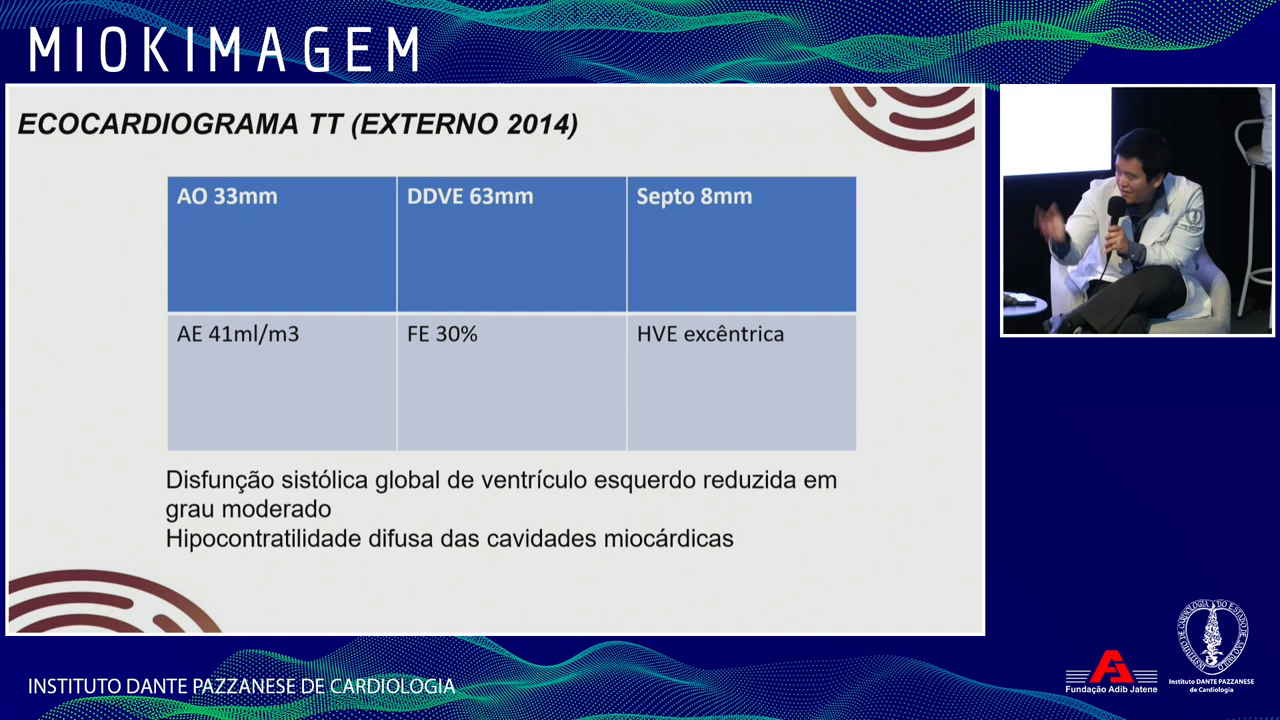 MIOKIMAGEM
ECOCARDIOGRAMA TT (EXTERNO 2014)
AO 33mm
DDVE 63mm
Septo 8mm
AE 41ml/m3
FE 30%
HVE excêntrica
Disfunção sistólica global de ventrículo esquerdo reduzida em
grau moderado
Hipocontratilidade difusa das cavidades miocárdicas
INSTITUTO DANTE PAZZANESE DE CARDIOLOGIA
Fundação Adib Jatene
Instituto DANTE PAZZANESE
de Cardiologia